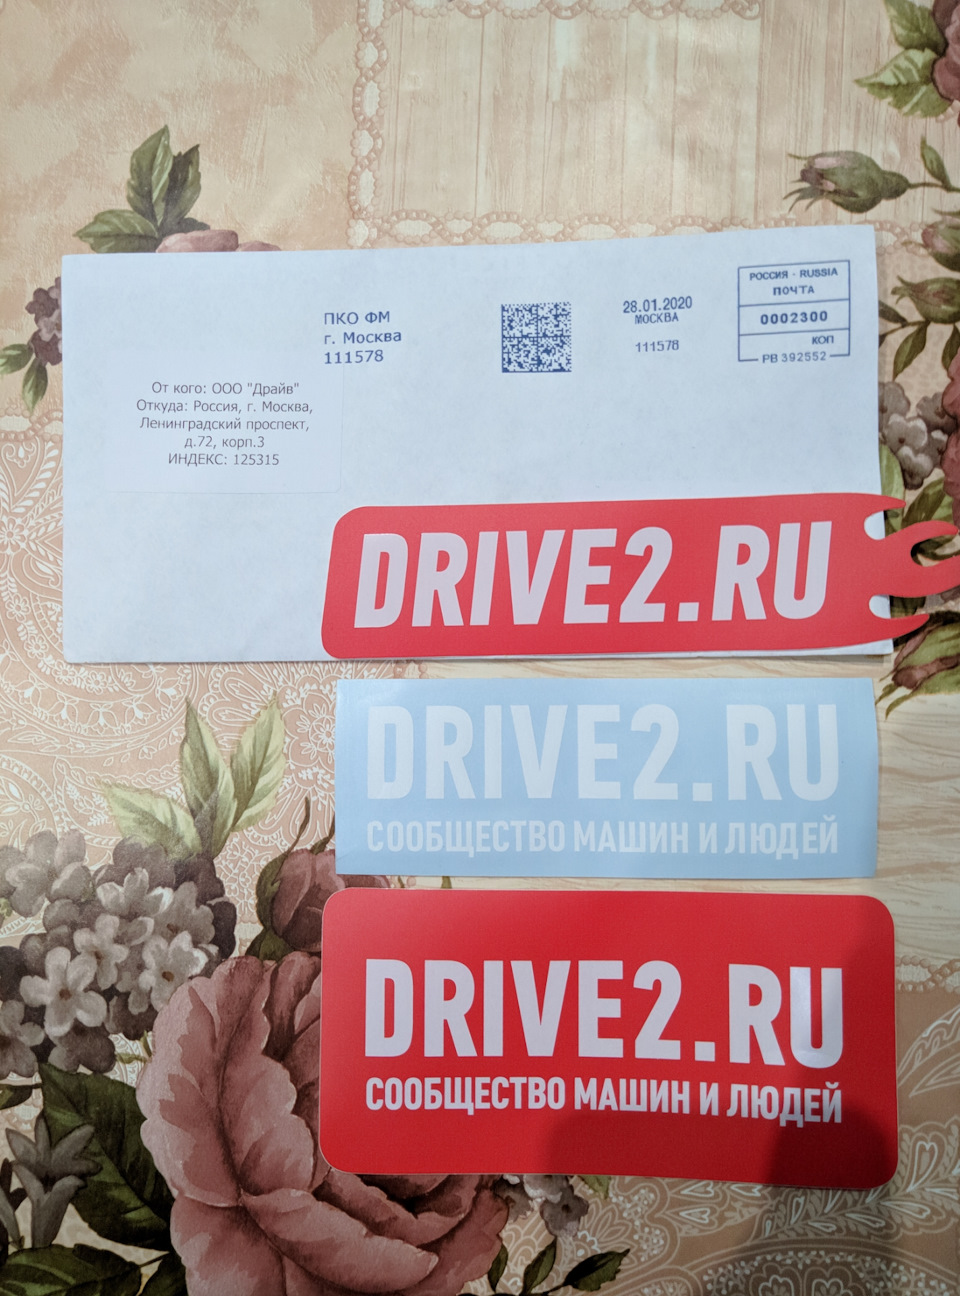 ПКО ФМ
г. Москва
111578
28.01.2020
МОСКВА
111578
РОССИЯ - RUSSIA
ПОЧТА
0002300
КОП
РВ 392552
От кого: ООО "Драйв"
Откуда: Россия, г. Москва,
Ленинградский проспект,
д.72, корп.3
ИНДЕКС: 125315
DRIVE2.RU
DRIVE2.RU
СООБЩЕСТВО МАШИН И ЛЮДЕЙ
DRIVE2.RU
СООБЩЕСТВО МАШИН И ЛЮДЕЙ